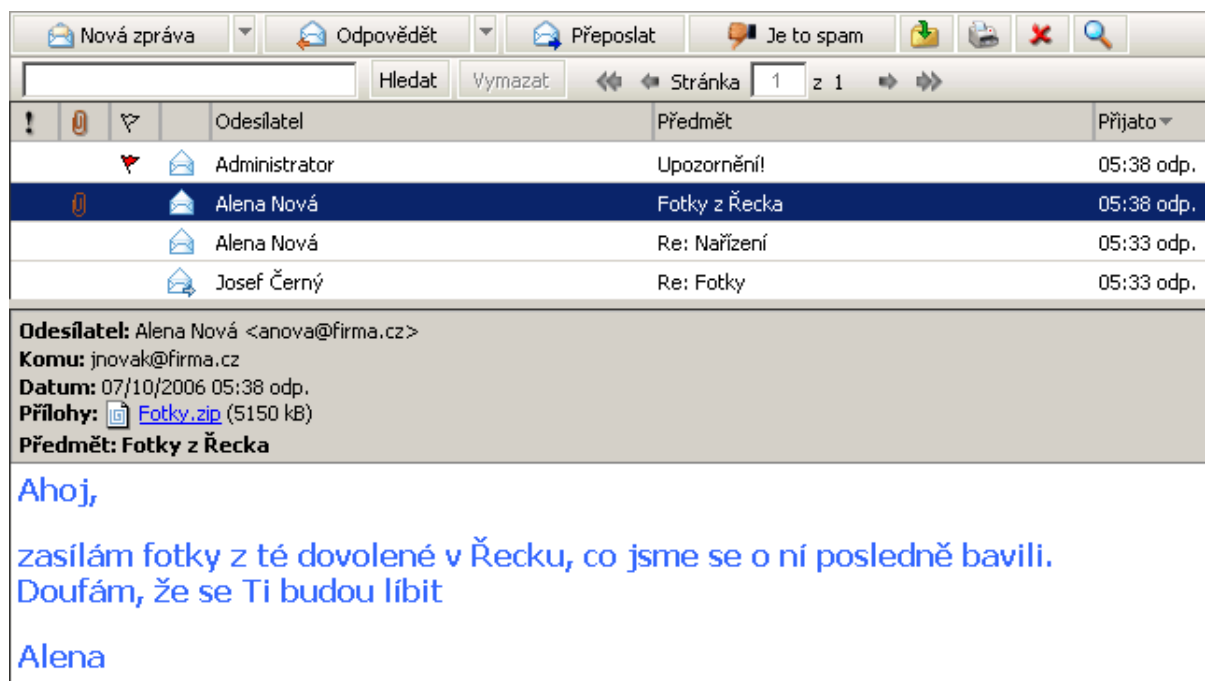 Nová zpráva Odpovědět Přeposlat Je to spam
Hledat Vymazat Stránka 1 z 1
! Odesílatel Předmět Přijato
Administrator Upozornění! 05:38 odp.
Alena Nová Fotky z Řecka 05:38 odp.
Alena Nová Re: Nařízení 05:33 odp.
Josef Černý Re: Fotky 05:33 odp.
Odesílatel: Alena Nová <anova@firma.cz>
Komu: jnovak@firma.cz
Datum: 07/10/2006 05:38 odp.
Přílohy: Fotky.zip (5150 kB)
Předmět: Fotky z Řecka
Ahoj,
zasílám fotky z té dovolené v Řecku, co jsme se o ní posledně bavili.
Doufám, že se Ti budou líbit
Alena